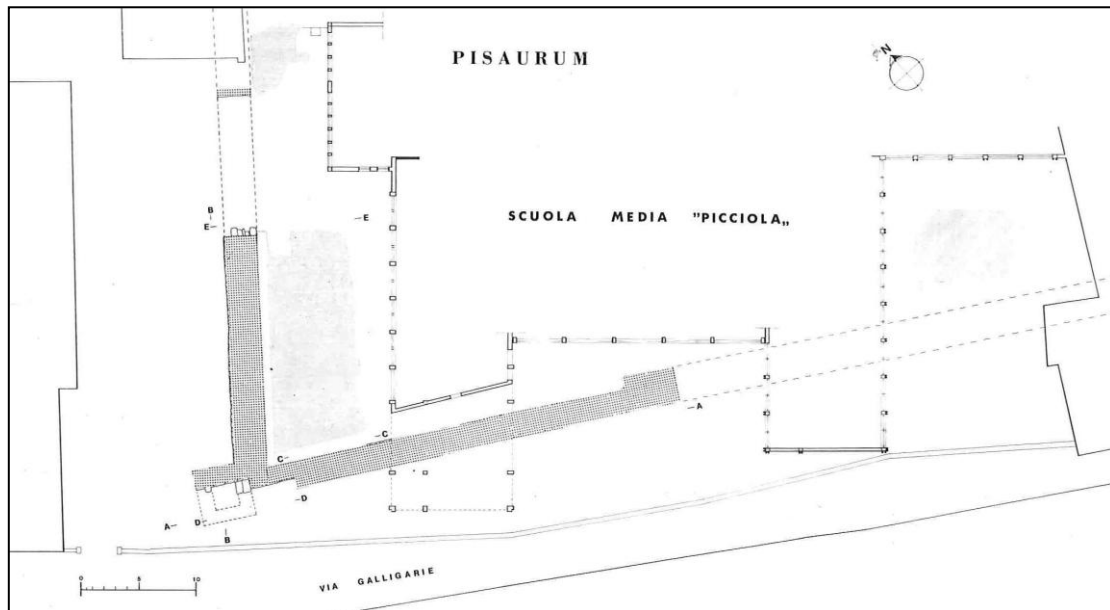 PISAURUM
N
SCUOLA MEDIA "PICCIOLA„
B
E
E
C
C
A
D
A
D
B
0 5 10
VIA GALLIGARIE